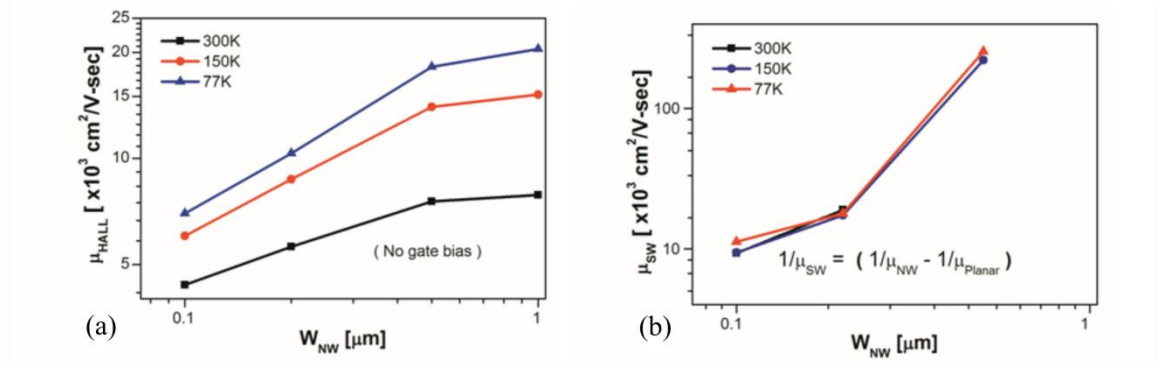 25
20
15
10
5
μHALL [ x10³ cm²/V-sec]
300K
150K
77K
( No gate bias )
0.1
1
WNW [μm]
(a)
100
10
μSW [ x10³ cm²/V-sec]
300K
150K
77K
1/μSW = ( 1/μNW - 1/μPlanar )
0.1
1
WNW [μm]
(b)